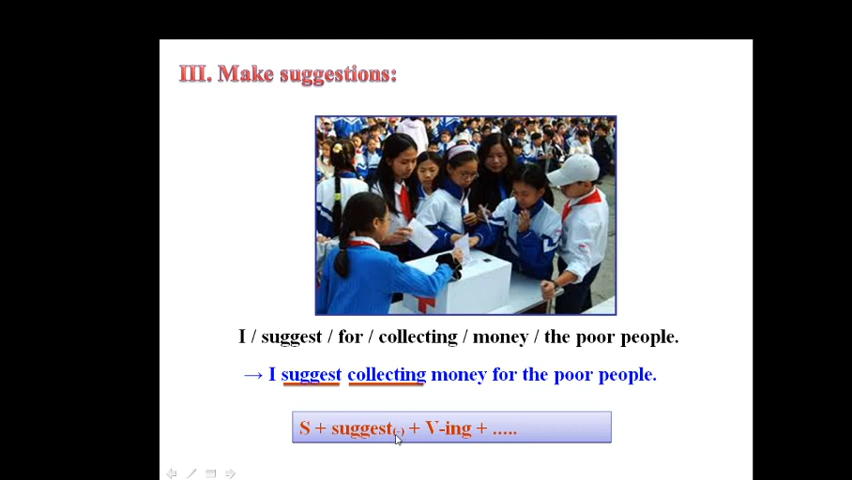 III. Make suggestions:
I / suggest / for / collecting / money / the poor people.
→ I suggest collecting money for the poor people.
S + suggest + V-ing + .....